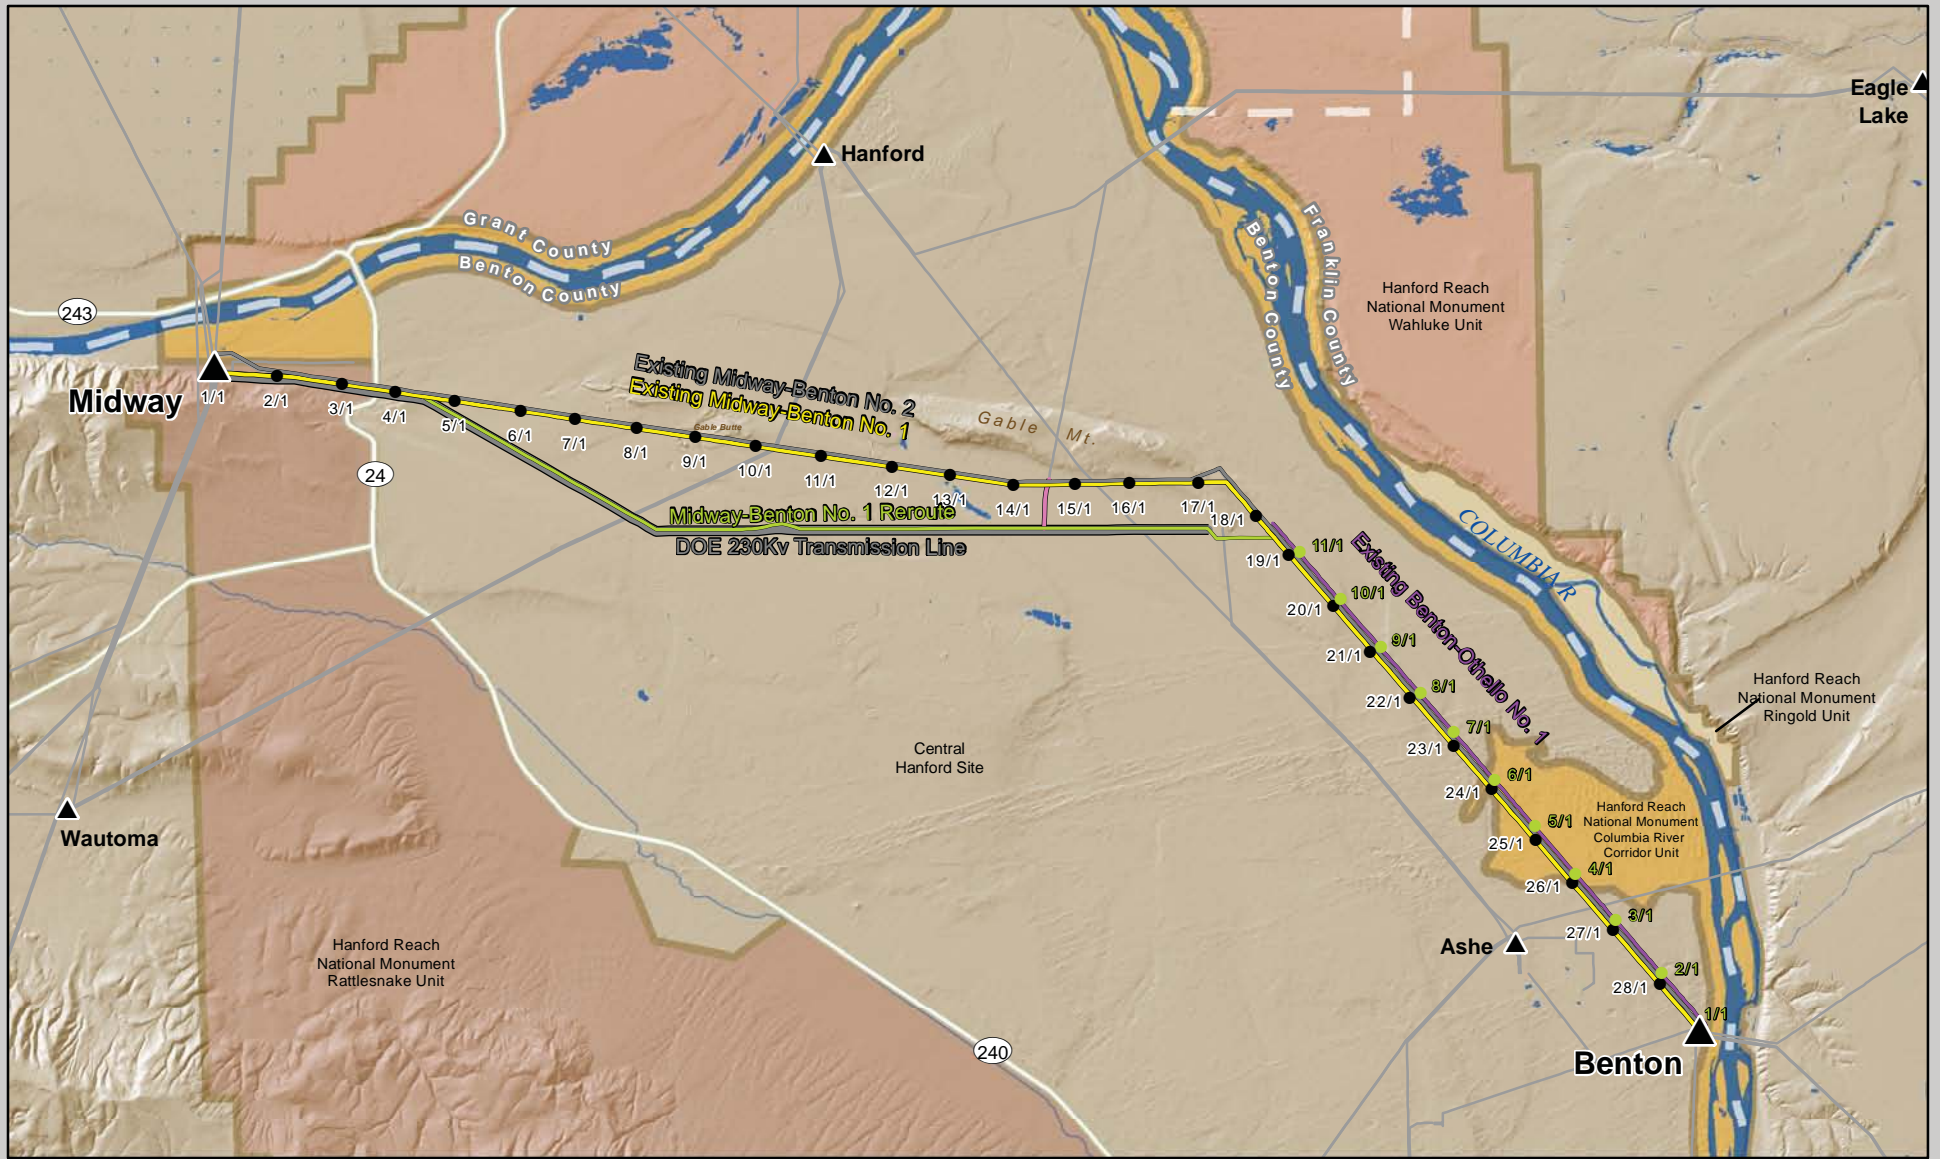 Eagle
Lake
Hanford
Grant County
Benton County
Franklin County
Benton County
Hanford Reach
National Monument
Wahluke Unit
243
Midway
1/1
2/1
3/1
4/1
5/1
6/1
7/1
8/1
9/1
10/1
11/1
12/1
13/1
14/1
15/1
16/1
17/1
18/1
19/1
20/1
21/1
22/1
23/1
24/1
25/1
26/1
27/1
28/1
Existing Midway-Benton No. 2
Existing Midway-Benton No. 1
Gable Butte
Gable Mt.
24
Midway-Benton No. 1 Reroute
DOE 230Kv Transmission Line
COLUMBIA R
Existing Benton-Othello No. 1
11/1
10/1
9/1
8/1
7/1
6/1
5/1
4/1
3/1
2/1
1/1
Hanford Reach
National Monument
Ringold Unit
Central
Hanford Site
Hanford Reach
National Monument
Columbia River
Corridor Unit
Wautoma
Hanford Reach
National Monument
Rattlesnake Unit
Ashe
240
Benton